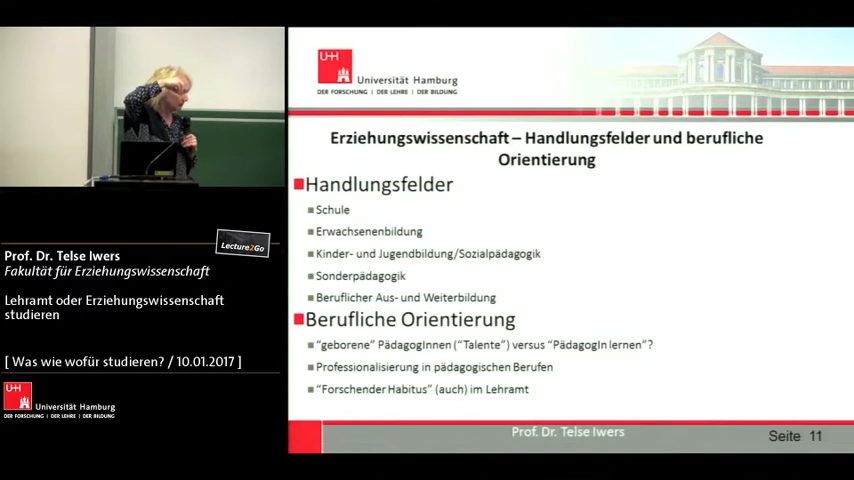 Lecture2Go
Prof. Dr. Telse Iwers
Fakultät für Erziehungswissenschaft
Lehramt oder Erziehungswissenschaft
studieren
[ Was wie wofür studieren? / 10.01.2017 ]
UH
Universität Hamburg
DER FORSCHUNG | DER LEHRE | DER BILDUNG
UH
Universität Hamburg
DER FORSCHUNG | DER LEHRE | DER BILDUNG
Erziehungswissenschaft – Handlungsfelder und berufliche
Orientierung
Handlungsfelder
Schule
Erwachsenenbildung
Kinder- und Jugendbildung/Sozialpädagogik
Sonderpädagogik
Beruflicher Aus- und Weiterbildung
Berufliche Orientierung
“geborene” PädagogInnen (“Talente”) versus “PädagogIn lernen”?
Professionalisierung in pädagogischen Berufen
“Forschender Habitus” (auch) im Lehramt
Prof. Dr. Telse Iwers
Seite 11